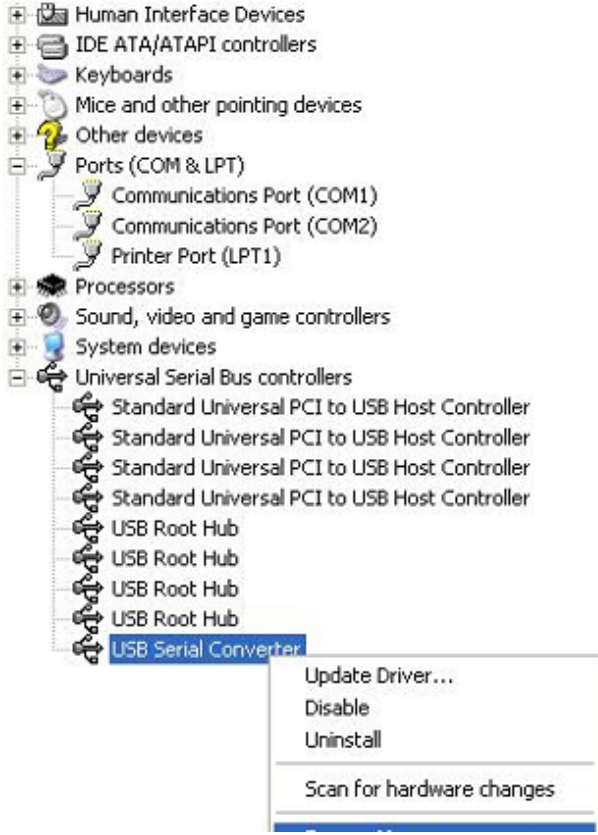 Human Interface Devices
IDE ATA/ATAPI controllers
Keyboards
Mice and other pointing devices
Other devices
Ports (COM & LPT)
Communications Port (COM1)
Communications Port (COM2)
Printer Port (LPT1)
Processors
Sound, video and game controllers
System devices
Universal Serial Bus controllers
Standard Universal PCI to USB Host Controller
Standard Universal PCI to USB Host Controller
Standard Universal PCI to USB Host Controller
Standard Universal PCI to USB Host Controller
USB Root Hub
USB Root Hub
USB Root Hub
USB Root Hub
USB Serial Converter
Update Driver...
Disable
Uninstall
Scan for hardware changes